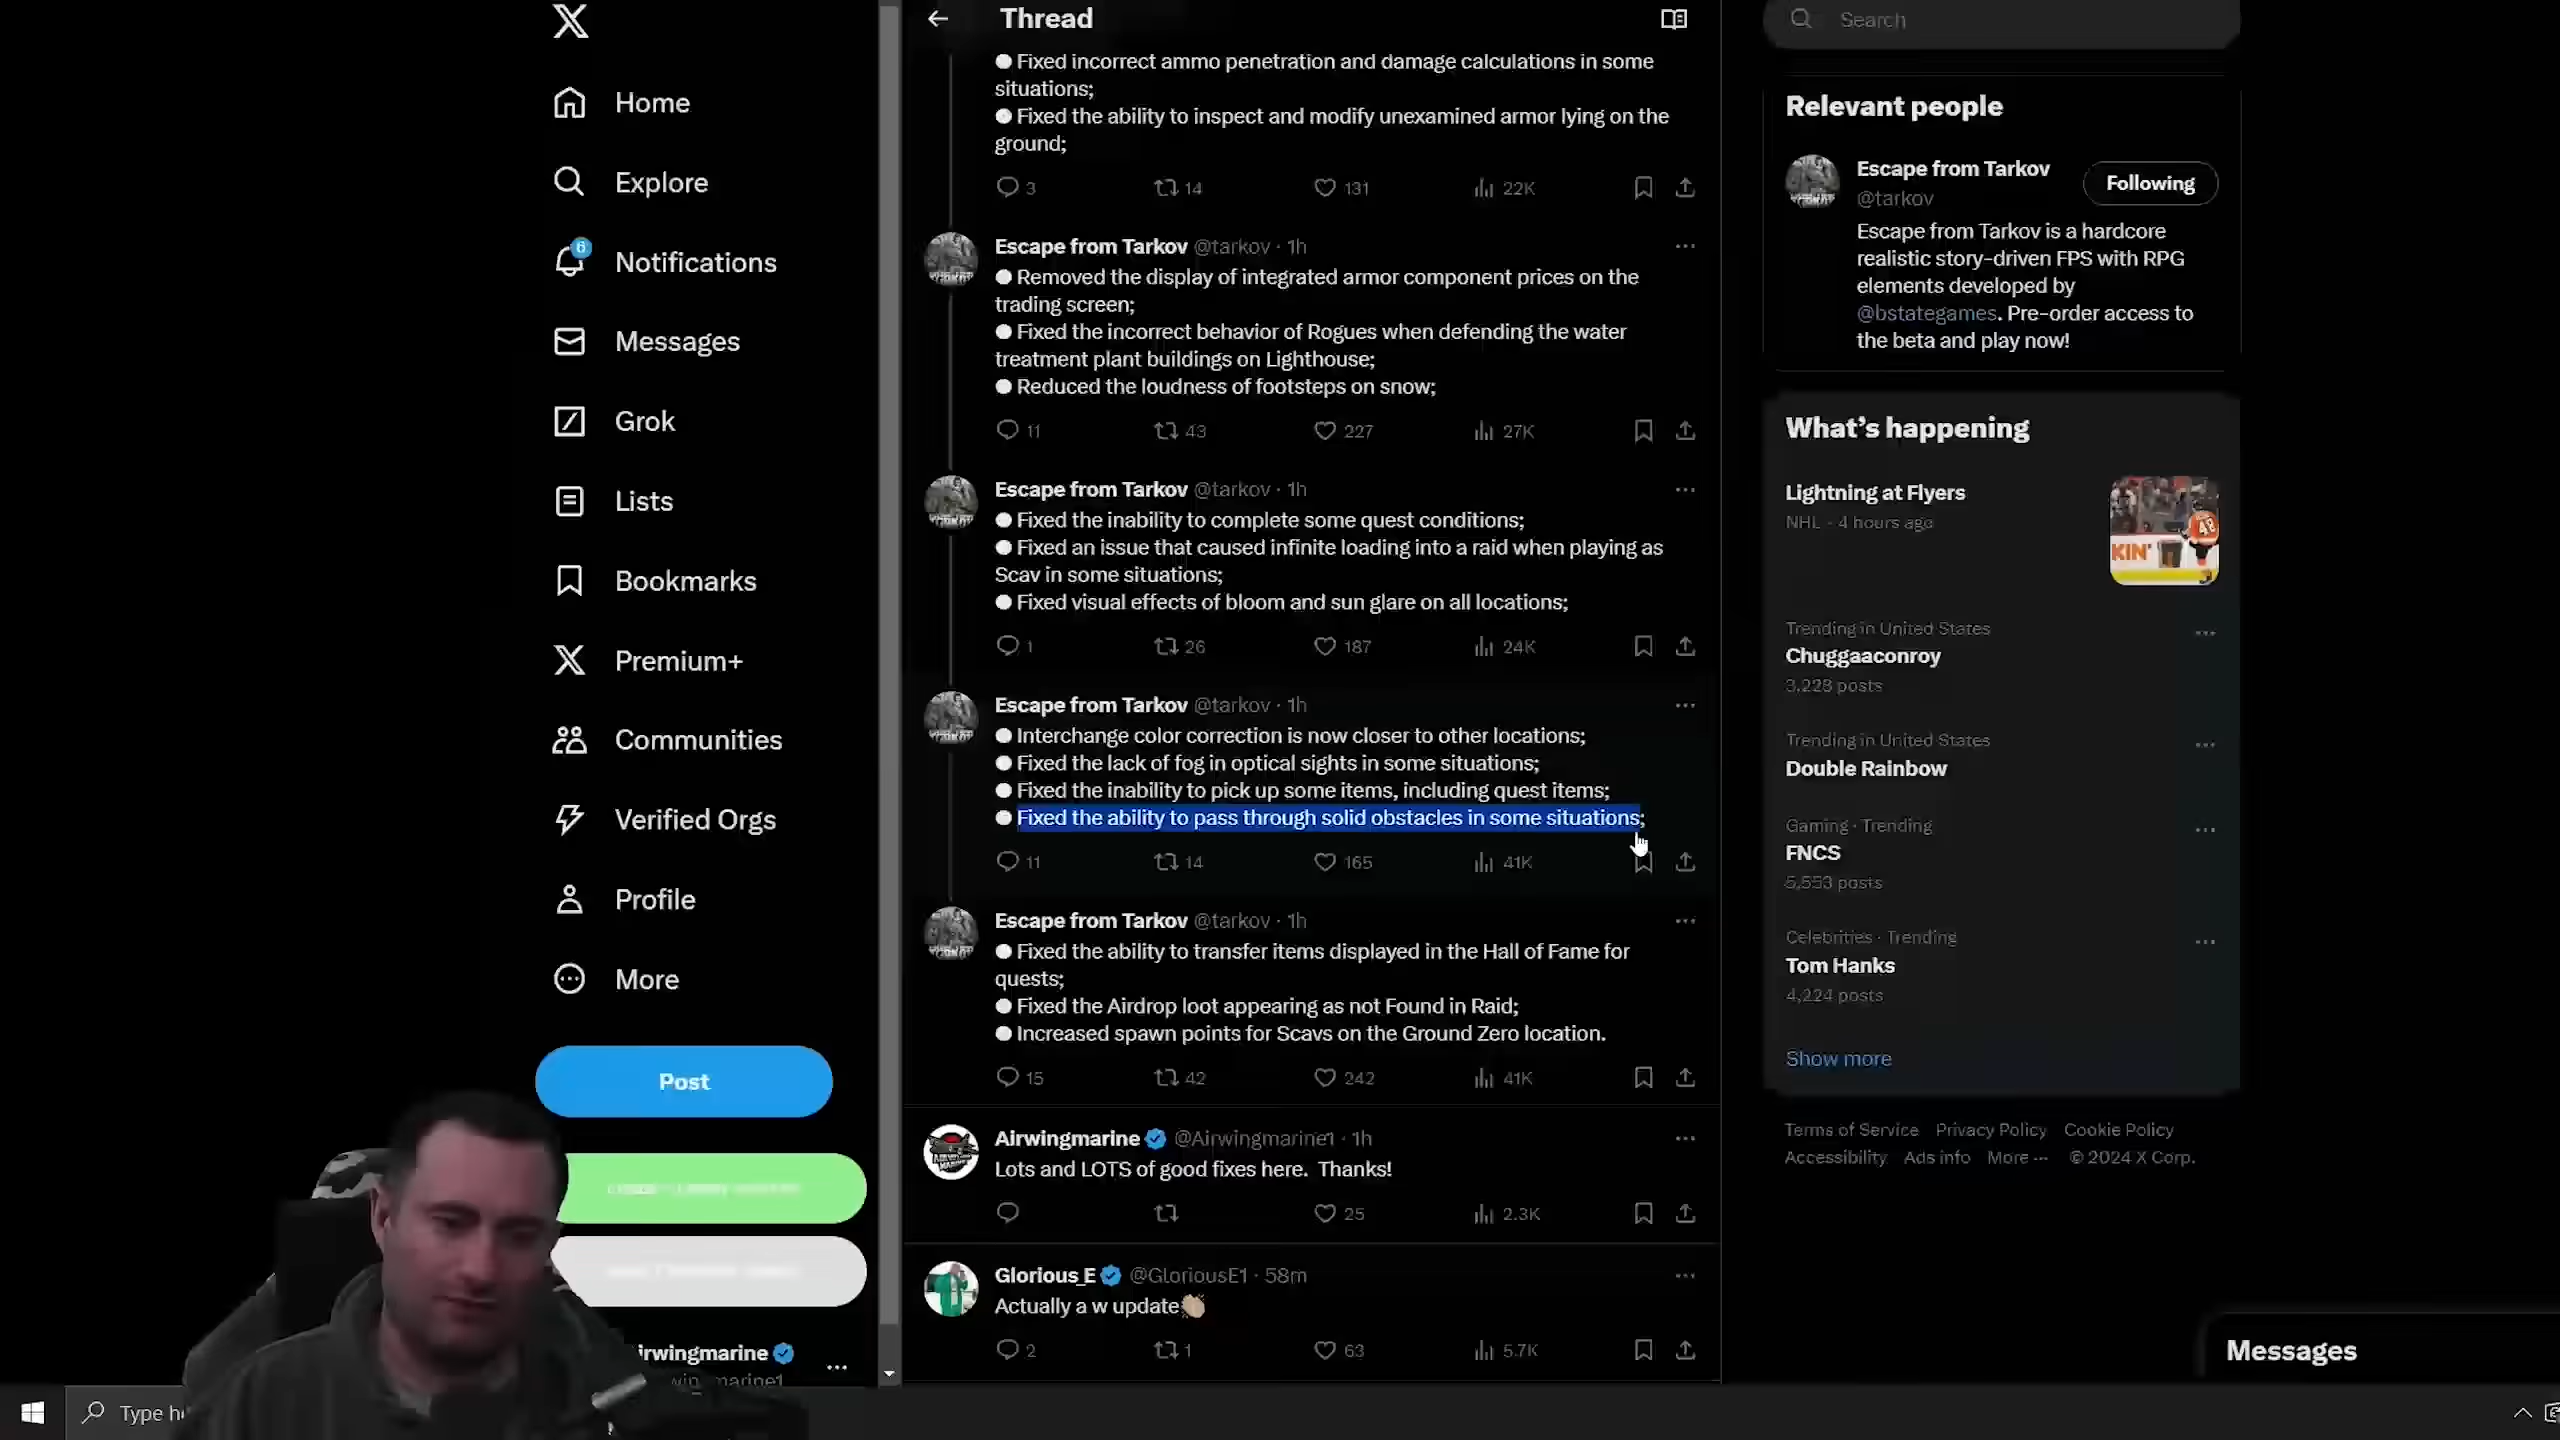 Home
Explore
6
Notifications
Messages
Grok
Lists
Bookmarks
Premium+
Communities
Verified Orgs
Profile
More
Post
irwingmarine
Type
Thread
● Fixed incorrect ammo penetration and damage calculations in some
situations;
● Fixed the ability to inspect and modify unexamined armor lying on the
ground;
3 14 131 22K
Escape from Tarkov @tarkov · 1h
● Removed the display of integrated armor component prices on the
trading screen;
● Fixed the incorrect behavior of Rogues when defending the water
treatment plant buildings on Lighthouse;
● Reduced the loudness of footsteps on snow;
11 43 227 27K
Escape from Tarkov @tarkov · 1h
● Fixed the inability to complete some quest conditions;
● Fixed an issue that caused infinite loading into a raid when playing as
Scav in some situations;
● Fixed visual effects of bloom and sun glare on all locations;
1 26 187 24K
Escape from Tarkov @tarkov · 1h
● Interchange color correction is now closer to other locations;
● Fixed the lack of fog in optical sights in some situations;
● Fixed the inability to pick up some items, including quest items;
● Fixed the ability to pass through solid obstacles in some situations;
11 14 165 41K
Escape from Tarkov @tarkov · 1h
● Fixed the ability to transfer items displayed in the Hall of Fame for
quests;
● Fixed the Airdrop loot appearing as not Found in Raid;
● Increased spawn points for Scavs on the Ground Zero location.
15 42 242 41K
Airwingmarine @Airwingmarine1 · 1h
Lots and LOTS of good fixes here. Thanks!
25 2.3K
Glorious_E @GloriousE1 · 58m
Actually a w update
2 1 63 5.7K
Search
Relevant people
Escape from Tarkov
@tarkov
Following
Escape from Tarkov is a hardcore
realistic story-driven FPS with RPG
elements developed by
@bstategames. Pre-order access to
the beta and play now!
What's happening
Lightning at Flyers
NHL · 4 hours ago
KIN'
Trending in United States
Chuggaaconroy
3,223 posts
Trending in United States
Double Rainbow
Gaming · Trending
FNCS
5,553 posts
Celebrities · Trending
Tom Hanks
4,224 posts
Show more
Terms of Service Privacy Policy Cookie Policy
Accessibility Ads info More ··· © 2024 X Corp.
Messages